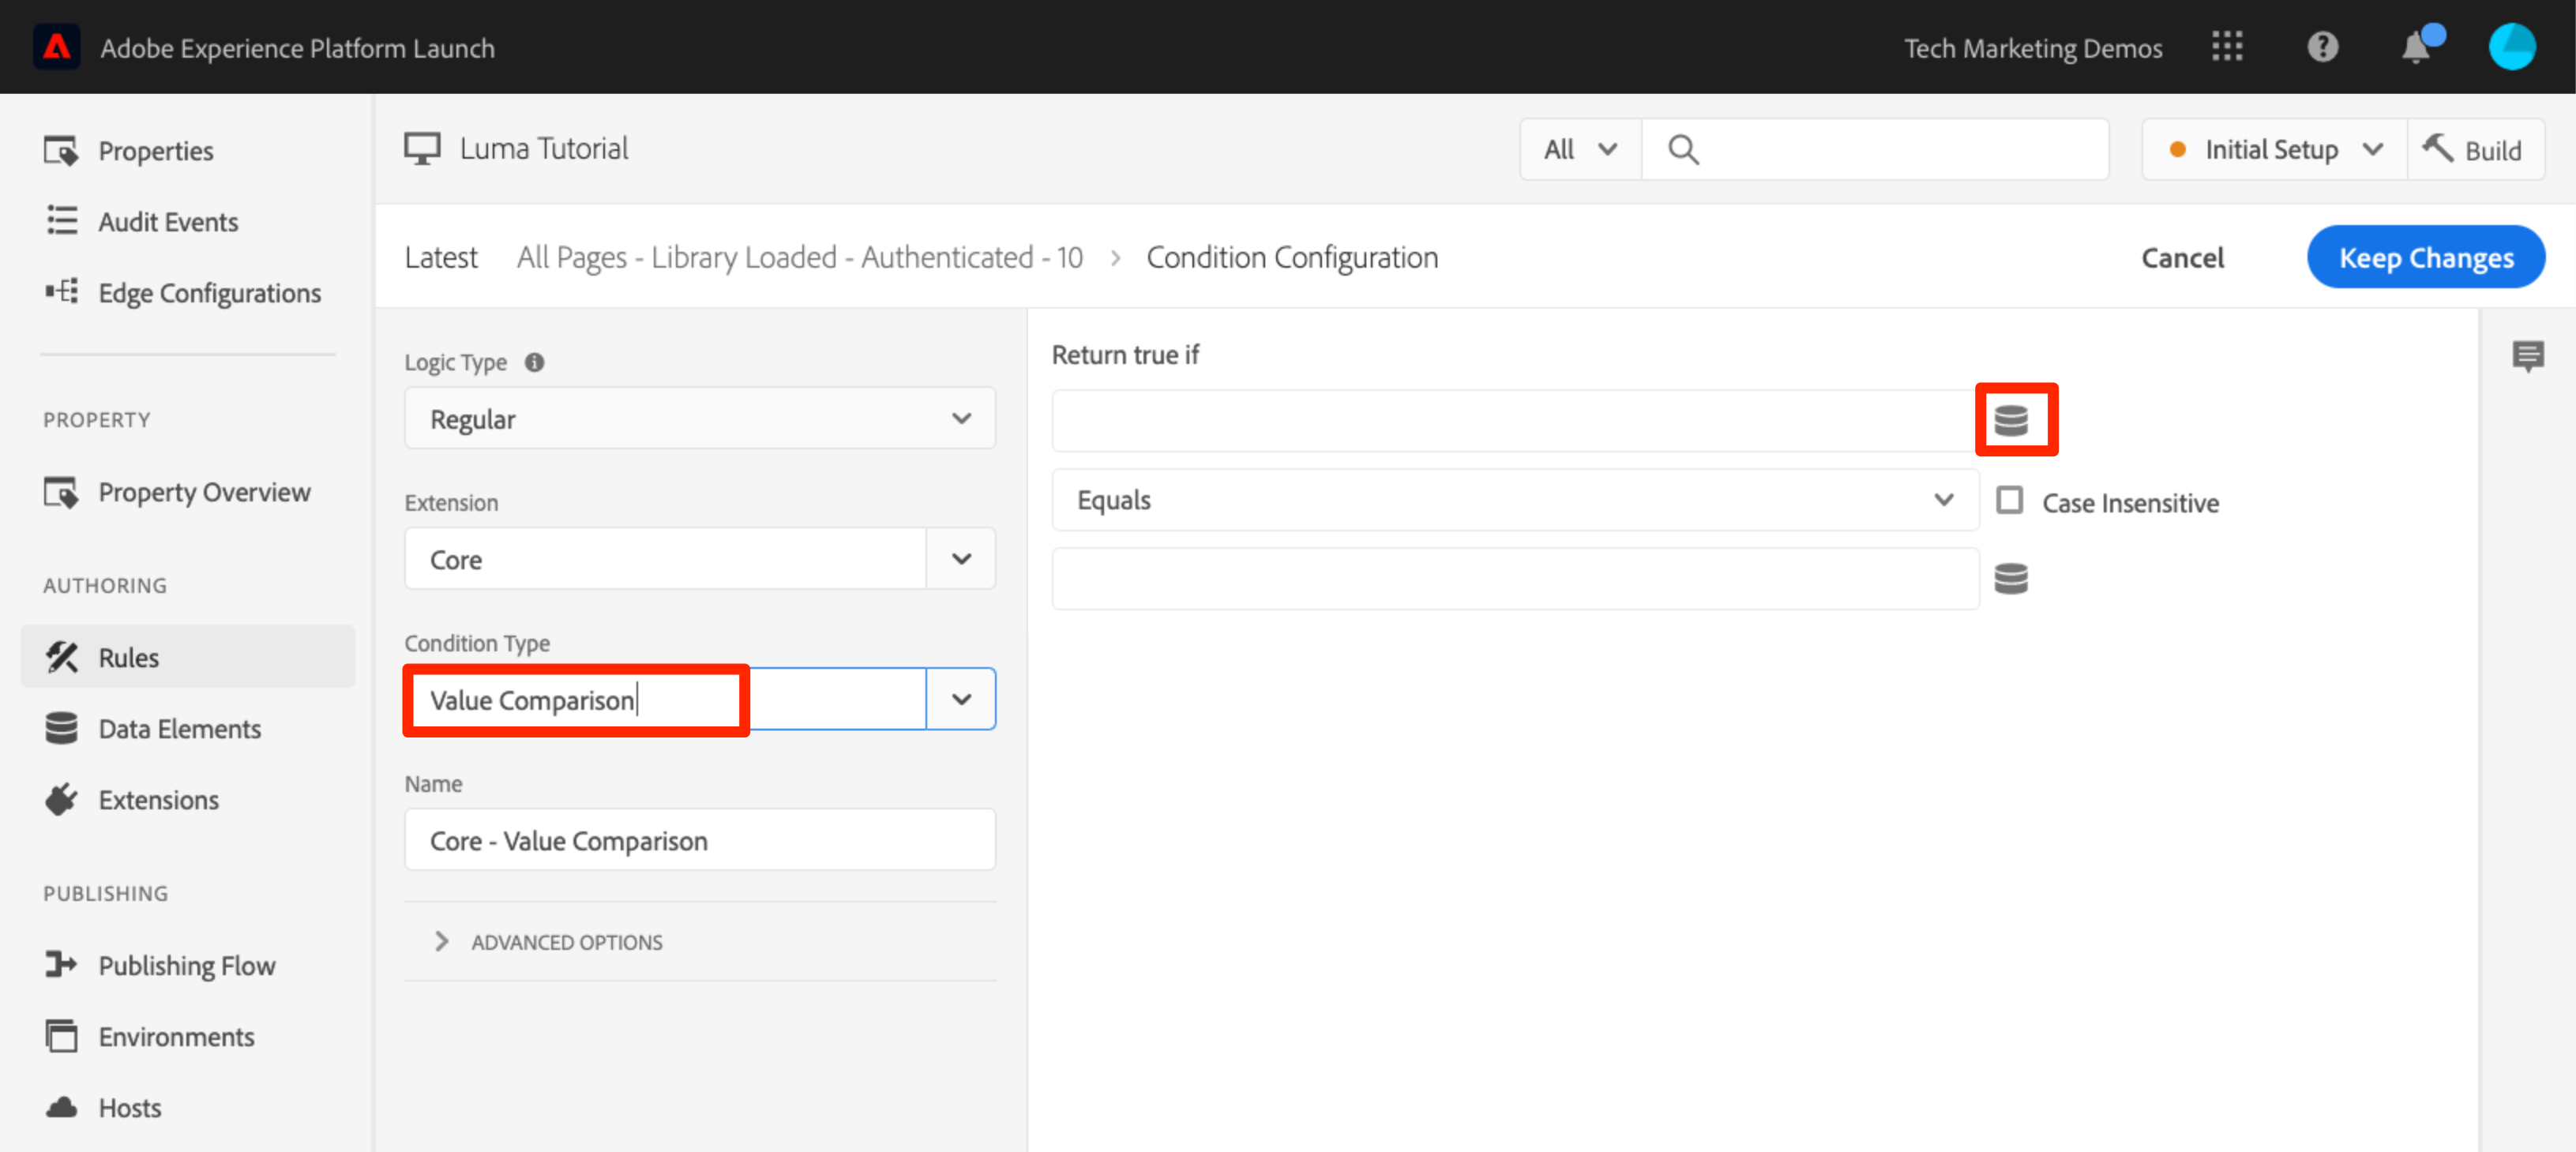 Adobe Experience Platform Launch
Tech Marketing Demos
Properties
Audit Events
Edge Configurations
PROPERTY
Property Overview
AUTHORING
Rules
Data Elements
Extensions
PUBLISHING
Publishing Flow
Environments
Hosts
Luma Tutorial
All
Initial Setup
Build
Latest All Pages - Library Loaded - Authenticated - 10 > Condition Configuration
Cancel
Keep Changes
Logic Type
Regular
Extension
Core
Condition Type
Value Comparison
Name
Core - Value Comparison
ADVANCED OPTIONS
Return true if
Equals
Case Insensitive